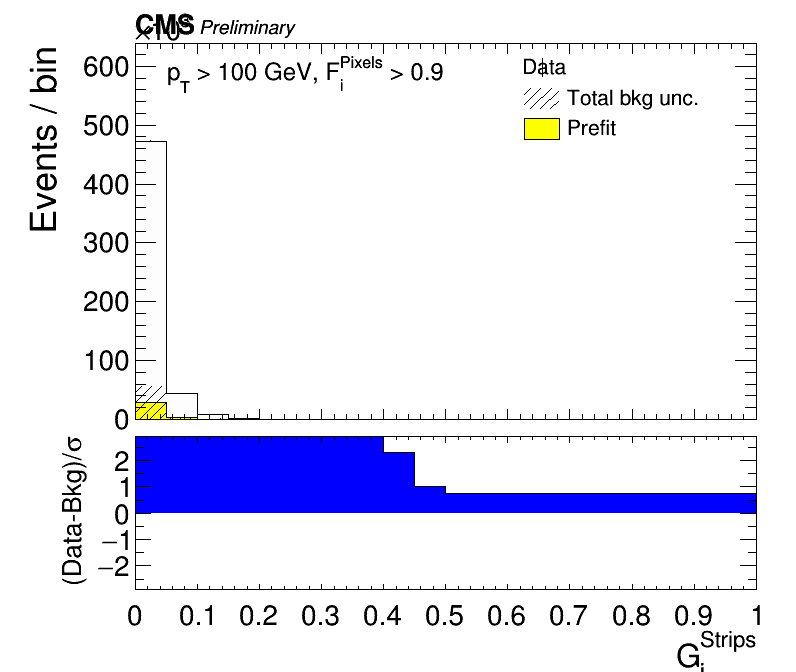 CMS Preliminary
×10
p_T > 100 GeV, F_i^Pixels > 0.9
Data
Total bkg unc.
Prefit
Events / bin
600
500
400
300
200
100
0
(Data-Bkg)/σ
2
1
0
−1
−2
0 0.1 0.2 0.3 0.4 0.5 0.6 0.7 0.8 0.9 1
G_i^Strips